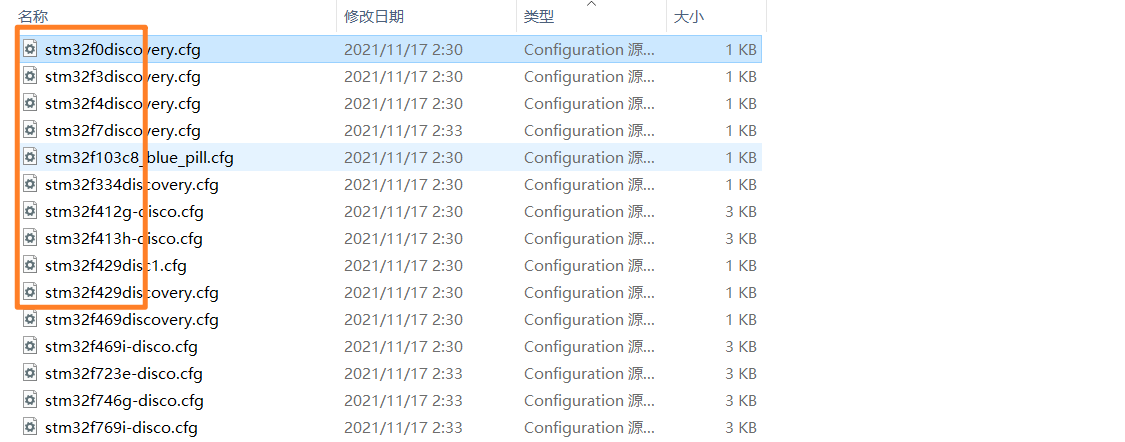 名称 修改日期 类型 大小
stm32f0discovery.cfg 2021/11/17 2:30 Configuration 源... 1 KB
stm32f3discovery.cfg 2021/11/17 2:30 Configuration 源... 1 KB
stm32f4discovery.cfg 2021/11/17 2:30 Configuration 源... 1 KB
stm32f7discovery.cfg 2021/11/17 2:33 Configuration 源... 1 KB
stm32f103c8_blue_pill.cfg 2021/11/17 2:30 Configuration 源... 1 KB
stm32f334discovery.cfg 2021/11/17 2:30 Configuration 源... 1 KB
stm32f412g-disco.cfg 2021/11/17 2:30 Configuration 源... 3 KB
stm32f413h-disco.cfg 2021/11/17 2:30 Configuration 源... 3 KB
stm32f429disc1.cfg 2021/11/17 2:30 Configuration 源... 1 KB
stm32f429discovery.cfg 2021/11/17 2:30 Configuration 源... 1 KB
stm32f469discovery.cfg 2021/11/17 2:30 Configuration 源... 1 KB
stm32f469i-disco.cfg 2021/11/17 2:30 Configuration 源... 3 KB
stm32f723e-disco.cfg 2021/11/17 2:33 Configuration 源... 3 KB
stm32f746g-disco.cfg 2021/11/17 2:33 Configuration 源... 3 KB
stm32f769i-disco.cfg 2021/11/17 2:33 Configuration 源... 3 KB